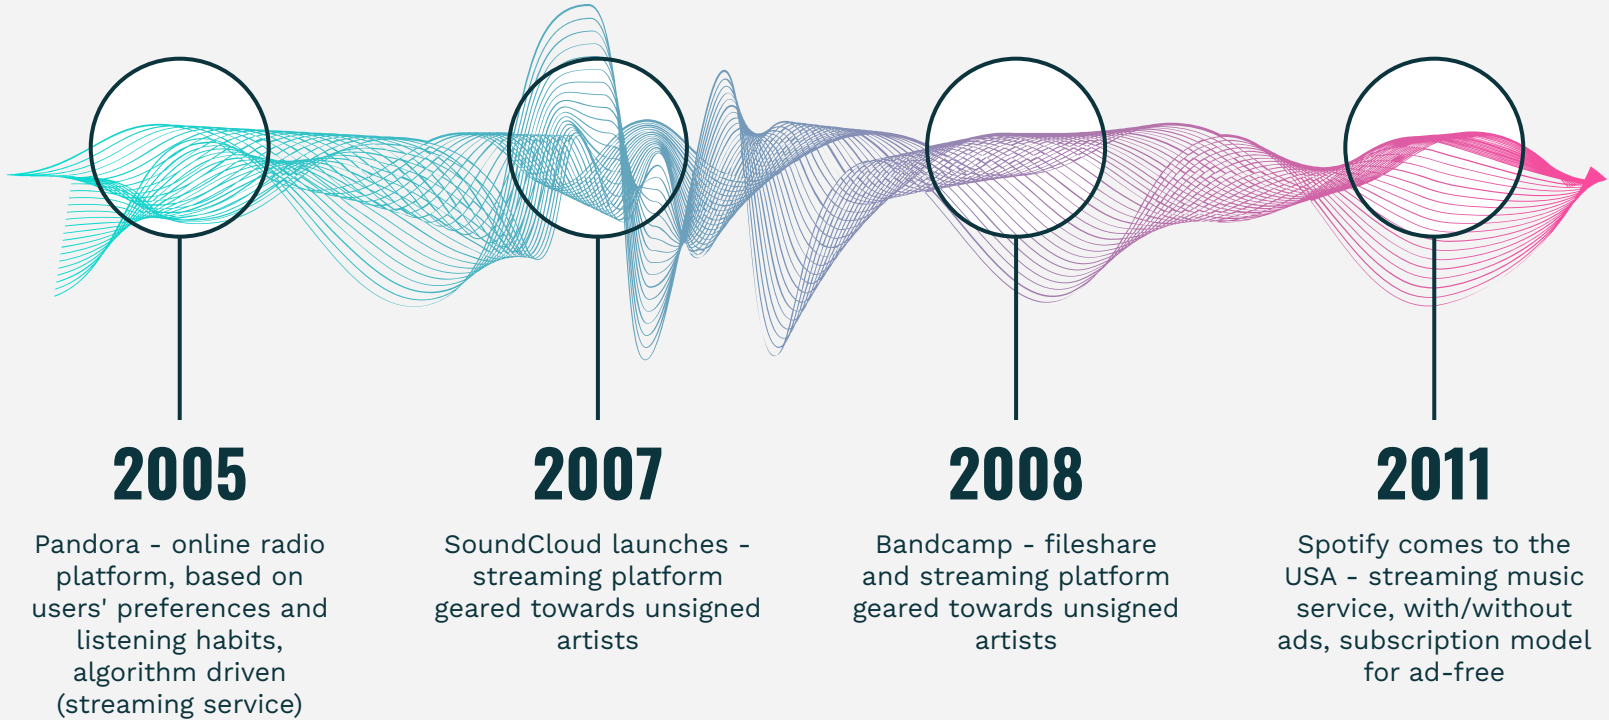 2005
Pandora - online radio
platform, based on
users' preferences and
listening habits,
algorithm driven
(streaming service)
2007
SoundCloud launches -
streaming platform
geared towards unsigned
artists
2008
Bandcamp - fileshare
and streaming platform
geared towards unsigned
artists
2011
Spotify comes to the
USA - streaming music
service, with/without
ads, subscription model
for ad-free